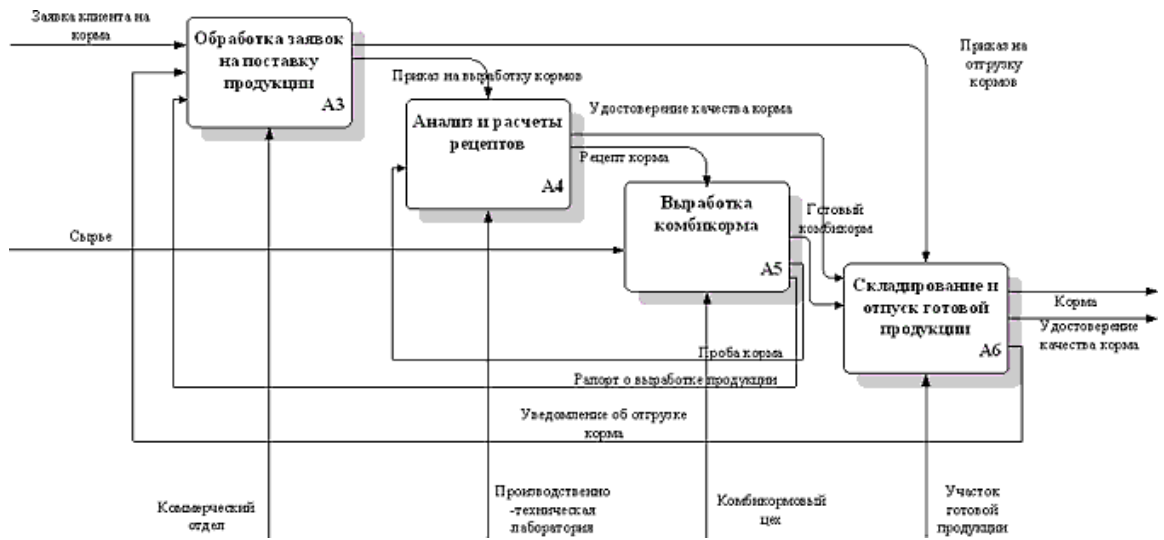 Заявка клиента на
корма
Обработка заявок
на поставку
продукции
A3
Приказ на
отгрузку
кормов
Приказ на выработку кормов
Анализ и расчеты
рецептов
A4
Удостоверение качества корма
Рецепт корма
Выработка
комбикорма
A5
Готовый
комбикорм
Сырье
Складирование и
отпуск готовой
продукции
A6
Корма
Удостоверение
качества корма
Проба корма
Рапорт о выработке продукции
Уведомление об отгрузке
корма
Коммерческий
отдел
Производственно
-техническая
лаборатория
Комбикормовый
цех
Участок
готовой
продукции